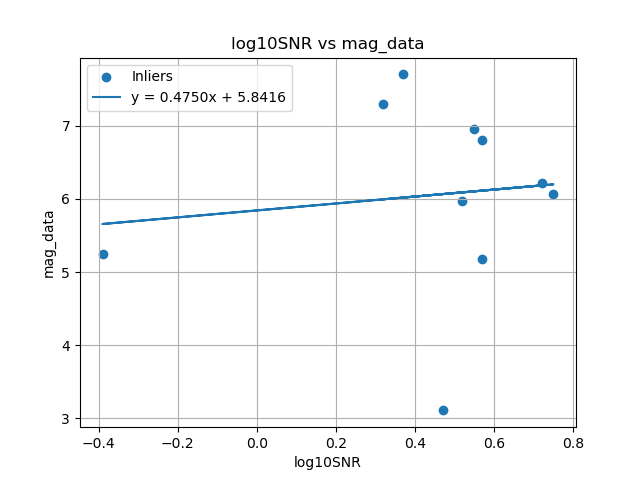 log10SNR vs mag_data
Inliers
y = 0.4750x + 5.8416
7
6
5
4
3
mag_data
−0.4
−0.2
0.0
0.2
0.4
0.6
0.8
log10SNR